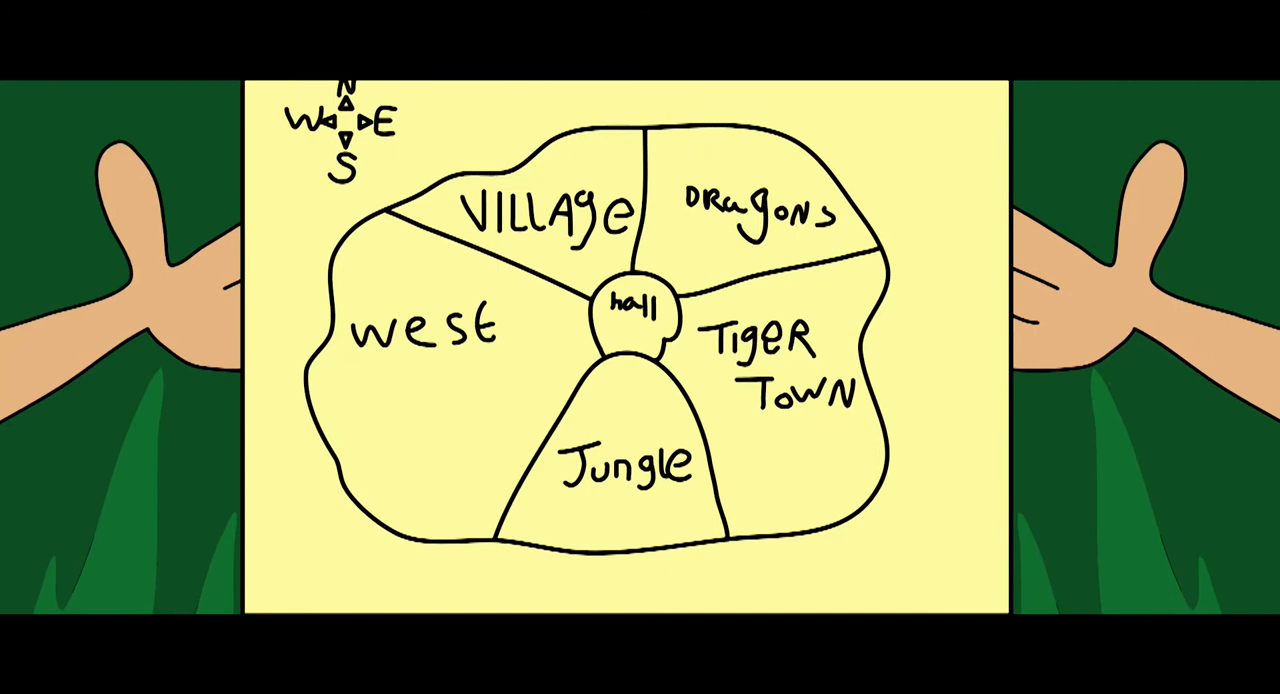 N
W E
S
VILLAge
DRagONS
hall
west
TIgeR
TOWN
Jungle